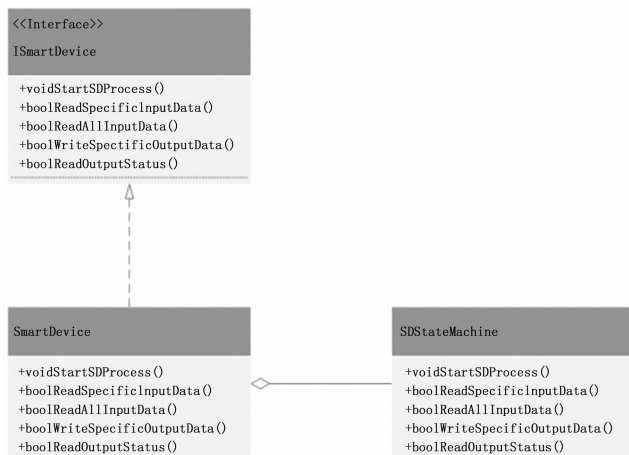 <<Interface>>
ISmartDevice
+voidStartSDProcess()
+boolReadSpecificInputData()
+boolReadAllInputData()
+boolWriteSpectificOutputData()
+boolReadOutputStatus()
SmartDevice
+voidStartSDProcess()
+boolReadSpecificInputData()
+boolReadAllInputData()
+boolWriteSpecificOutputData()
+boolReadOutputStatus()
SDStateMachine
+voidStartSDProcess()
+boolReadSpecificInputData()
+boolReadAllInputData()
+boolWriteSpecificOutputData()
+boolReadOutputStatus()